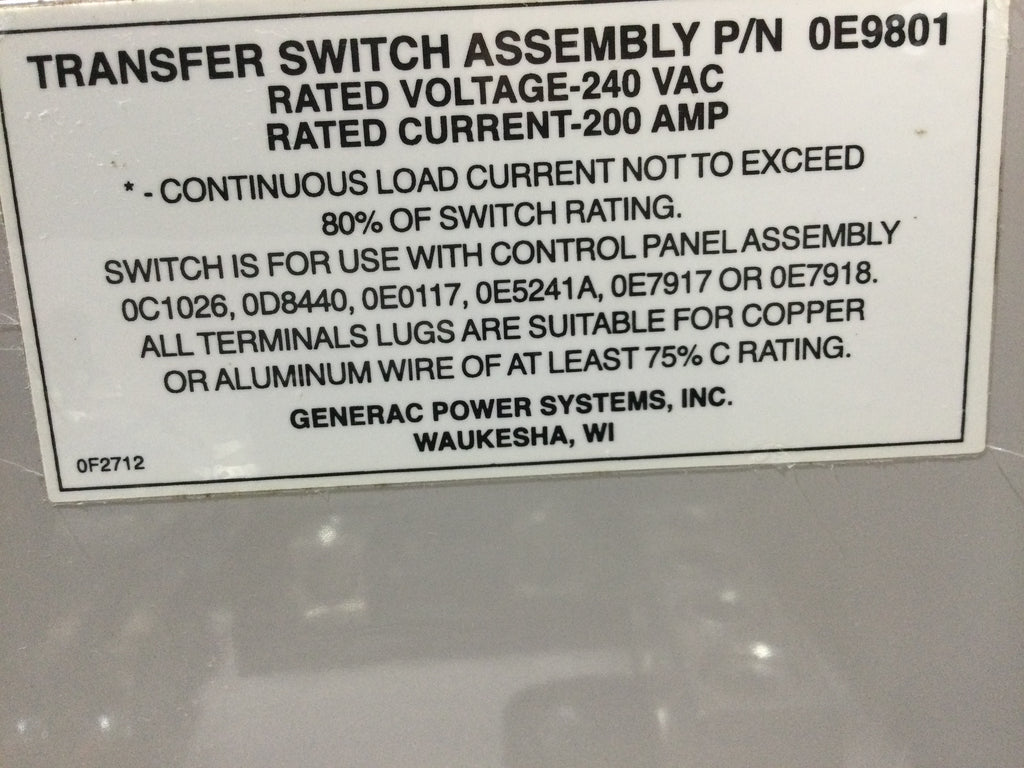 TRANSFER SWITCH ASSEMBLY P/N 0E9801
RATED VOLTAGE-240 VAC
RATED CURRENT-200 AMP
* - CONTINUOUS LOAD CURRENT NOT TO EXCEED
80% OF SWITCH RATING.
SWITCH IS FOR USE WITH CONTROL PANEL ASSEMBLY
0C1026, 0D8440, 0E0117, 0E5241A, 0E7917 OR 0E7918.
ALL TERMINALS LUGS ARE SUITABLE FOR COPPER
OR ALUMINUM WIRE OF AT LEAST 75% C RATING.
GENERAC POWER SYSTEMS, INC.
WAUKESHA, WI
0F2712